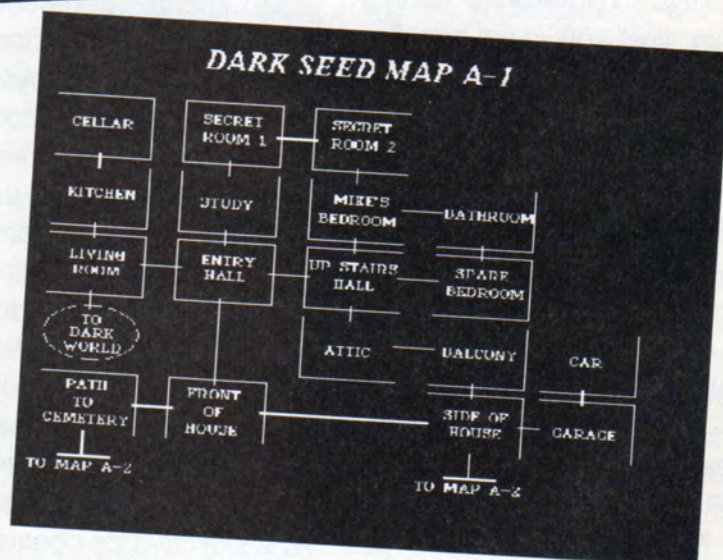 DARK SEED MAP A-1
CELLAR
SECRET
ROOM 1
SECRET
ROOM 2
KITCHEN
STUDY
MIKE'S
BEDROOM
BATHROOM
LIVING
ROOM
ENTRY
HALL
UP STAIRS
HALL
SPARE
BEDROOM
TO
DARK
WORLD
ATTIC
BALCONY
CAR
PATH
TO
CEMETERY
FRONT
OF
HOUSE
SIDE OF
HOUSE
GARAGE
TO MAP A-2
TO MAP A-2